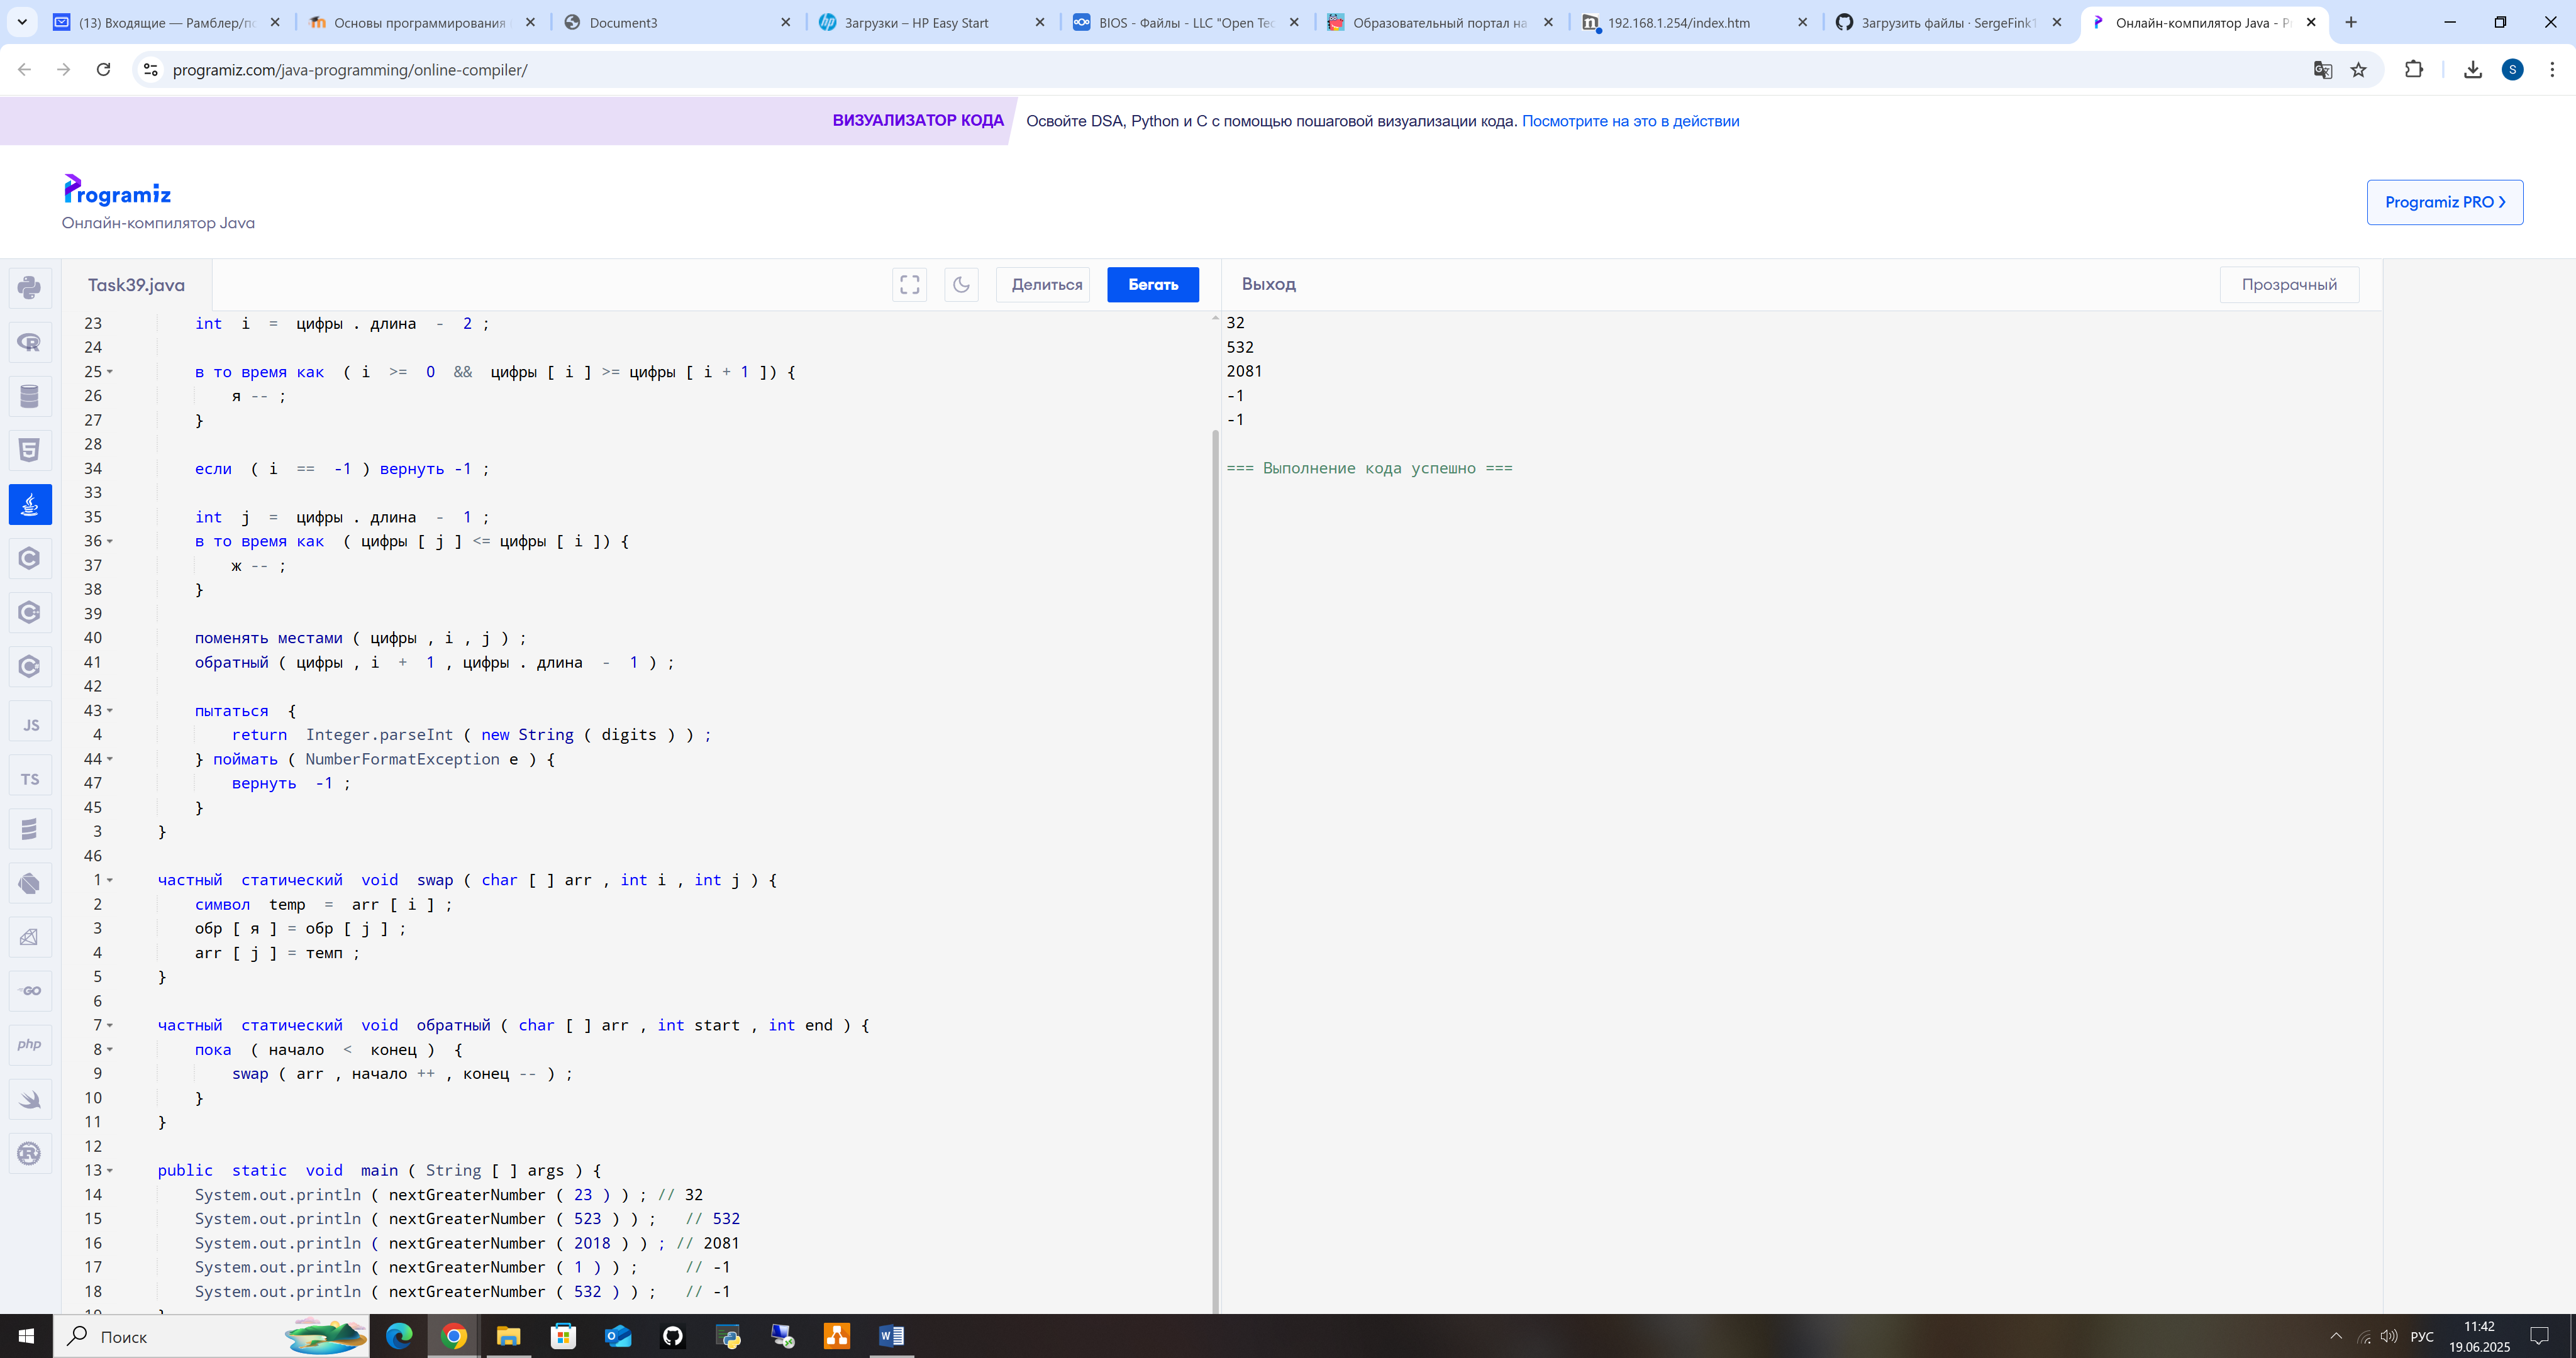 (13) Входящие — Рамблер/по
Основы программирования
Document3
Загрузки – HP Easy Start
BIOS - Файлы - LLC "Open Tec
Образовательный портал на
192.168.1.254/index.htm
Загрузить файлы · SergeFink1
Онлайн-компилятор Java - Pr
programiz.com/java-programming/online-compiler/
S
ВИЗУАЛИЗАТОР КОДА
Освойте DSA, Python и C с помощью пошаговой визуализации кода. Посмотрите на это в действии
Programiz
Онлайн-компилятор Java
Programiz PRO
Task39.java
Делиться
Бегать
Выход
Прозрачный
23 int i = цифры . длина - 2 ;
24
25 в то время как ( i >= 0 && цифры [ i ] >= цифры [ i + 1 ]) {
26 я -- ;
27 }
28
34 если ( i == -1 ) вернуть -1 ;
33
35 int j = цифры . длина - 1 ;
36 в то время как ( цифры [ j ] <= цифры [ i ]) {
37 ж -- ;
38 }
39
40 поменять местами ( цифры , i , j ) ;
41 обратный ( цифры , i + 1 , цифры . длина - 1 ) ;
42
43 пытаться {
4 return Integer.parseInt ( new String ( digits ) ) ;
44 } поймать ( NumberFormatException e ) {
47 вернуть -1 ;
45 }
3 }
46
1 частный статический void swap ( char [ ] arr , int i , int j ) {
2 символ temp = arr [ i ] ;
3 обр [ я ] = обр [ j ] ;
4 arr [ j ] = темп ;
5 }
6
7 частный статический void обратный ( char [ ] arr , int start , int end ) {
8 пока ( начало < конец ) {
9 swap ( arr , начало ++ , конец -- ) ;
10 }
11 }
12
13 public static void main ( String [ ] args ) {
14 System.out.println ( nextGreaterNumber ( 23 ) ) ; // 32
15 System.out.println ( nextGreaterNumber ( 523 ) ) ; // 532
16 System.out.println ( nextGreaterNumber ( 2018 ) ) ; // 2081
17 System.out.println ( nextGreaterNumber ( 1 ) ) ; // -1
18 System.out.println ( nextGreaterNumber ( 532 ) ) ; // -1
32
532
2081
-1
-1
=== Выполнение кода успешно ===
JS
TS
GO
php
Поиск
РУС
11:42
19.06.2025